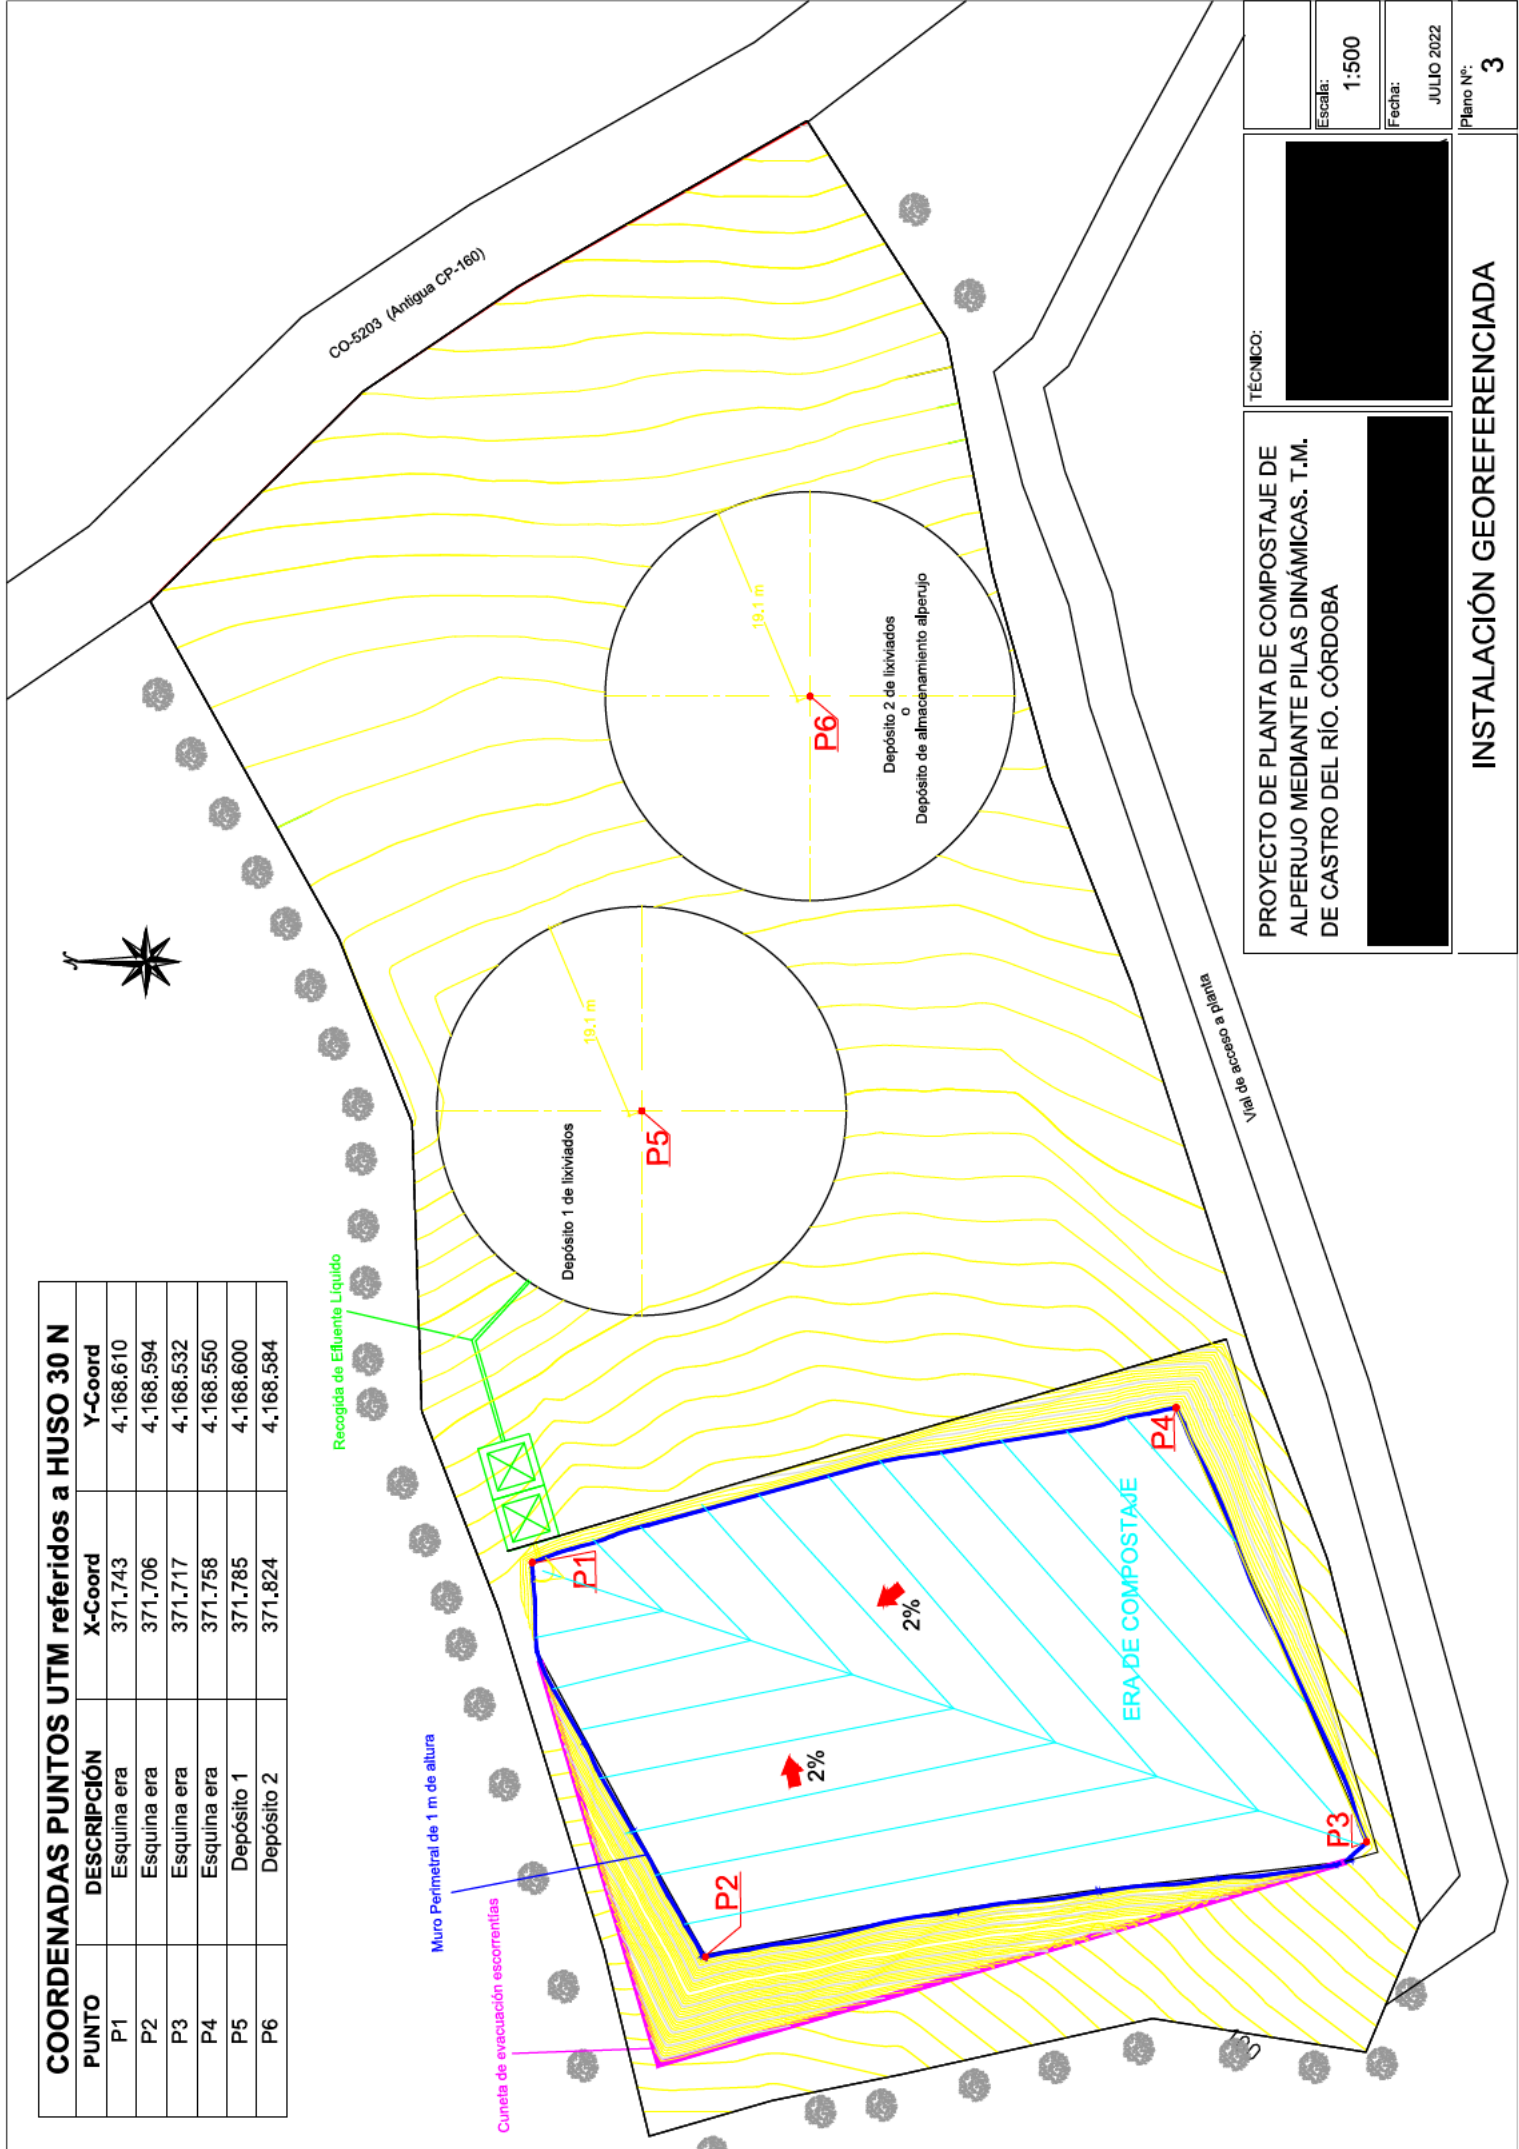 COORDENADAS PUNTOS UTM referidos a HUSO 30 N
PUNTO DESCRIPCIÓN X-Coord Y-Coord
P1 Esquina era 371.743 4.168.610
P2 Esquina era 371.706 4.168.594
P3 Esquina era 371.717 4.168.532
P4 Esquina era 371.758 4.168.550
P5 Depósito 1 371.785 4.168.600
P6 Depósito 2 371.824 4.168.584
N
CO-5203 (Antigua CP-160)
Recogida de Efluente Líquido
Muro Perimetral de 1 m de altura
Cuneta de evacuación escorrentías
Depósito 1 de lixiviados
19.1 m
P5
19.1 m
P6
Depósito 2 de lixiviados
o
Depósito de almacenamiento alperujo
P1
P2
P3
P4
2%
2%
ERA DE COMPOSTAJE
Vial de acceso a planta
PROYECTO DE PLANTA DE COMPOSTAJE DE
ALPERUJO MEDIANTE PILAS DINÁMICAS. T.M.
DE CASTRO DEL RÍO. CÓRDOBA
TÉCNICO:
Escala:
1:500
Fecha:
JULIO 2022
INSTALACIÓN GEOREFERENCIADA
Plano Nº:
3